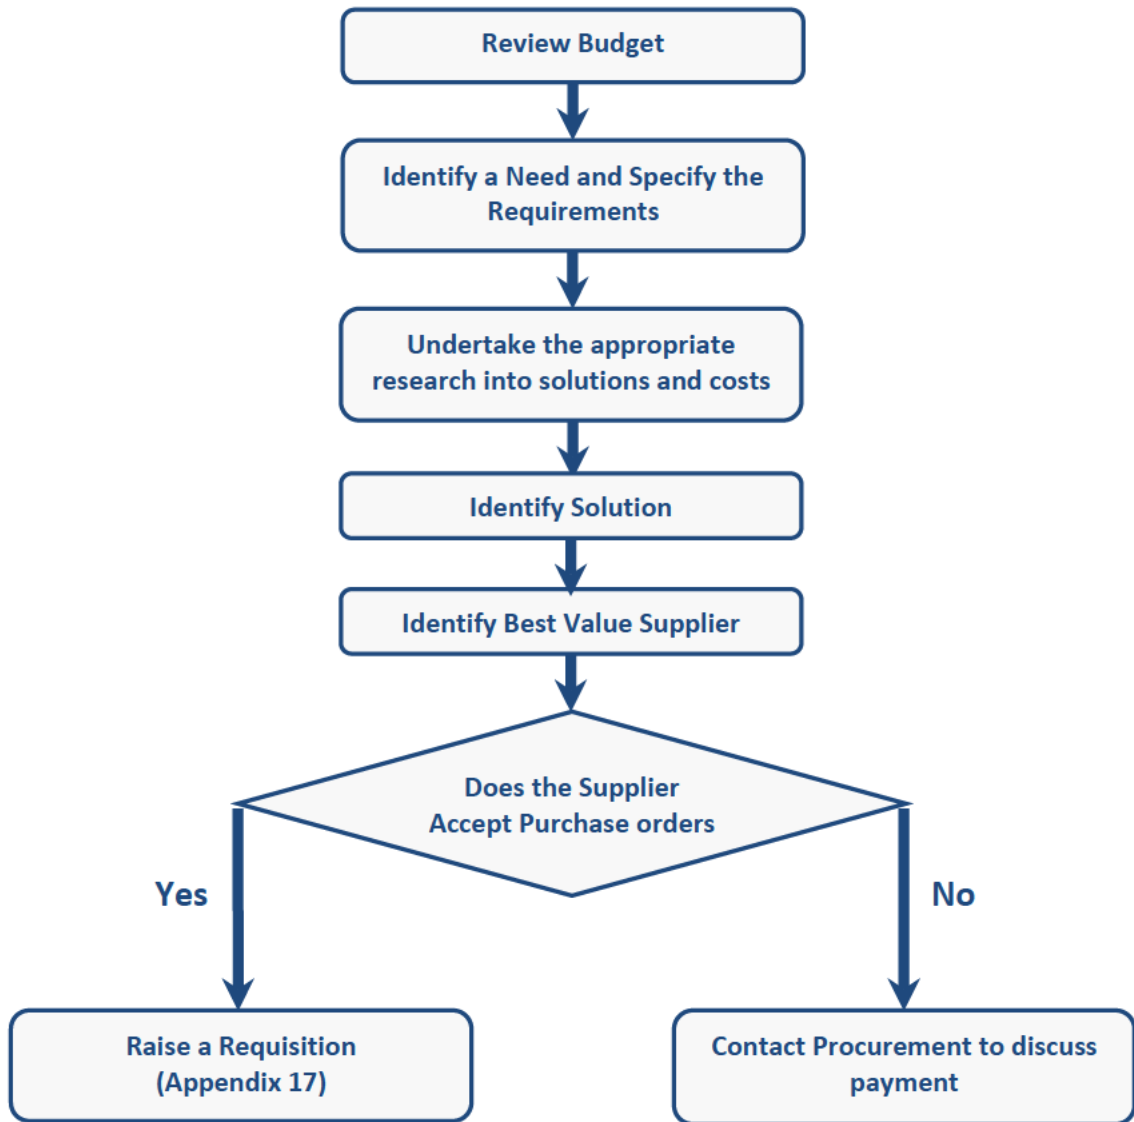 Review Budget
Identify a Need and Specify the
Requirements
Undertake the appropriate
research into solutions and costs
Identify Solution
Identify Best Value Supplier
Does the Supplier
Accept Purchase orders
Yes
No
Raise a Requisition
(Appendix 17)
Contact Procurement to discuss
payment